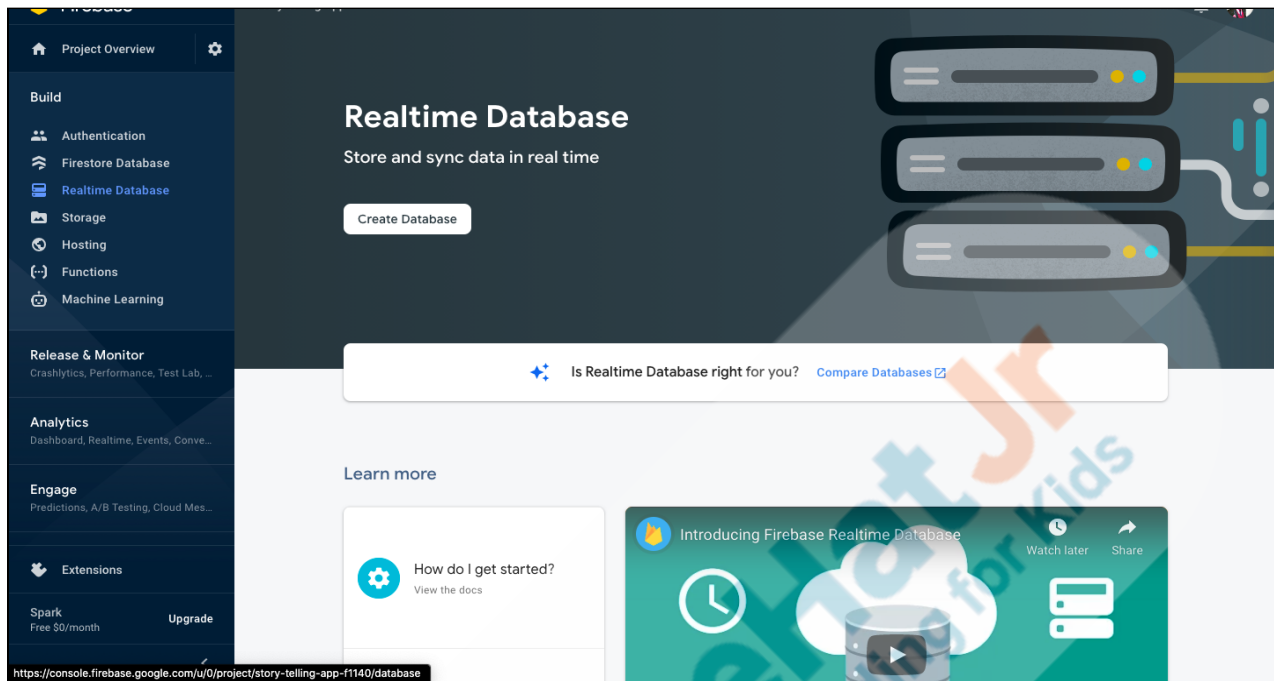 Project Overview
Build
Authentication
Firestore Database
Realtime Database
Storage
Hosting
Functions
Machine Learning
Release & Monitor
Crashlytics, Performance, Test Lab, ...
Analytics
Dashboard, Realtime, Events, Conve...
Engage
Predictions, A/B Testing, Cloud Mes...
Extensions
Spark
Free $0/month
Upgrade
https://console.firebase.google.com/u/0/project/story-telling-app-f1140/database
Realtime Database
Store and sync data in real time
Create Database
Is Realtime Database right for you? Compare Databases
Learn more
How do I get started?
View the docs
Introducing Firebase Realtime Database
Watch later
Share
Jr
for Kids